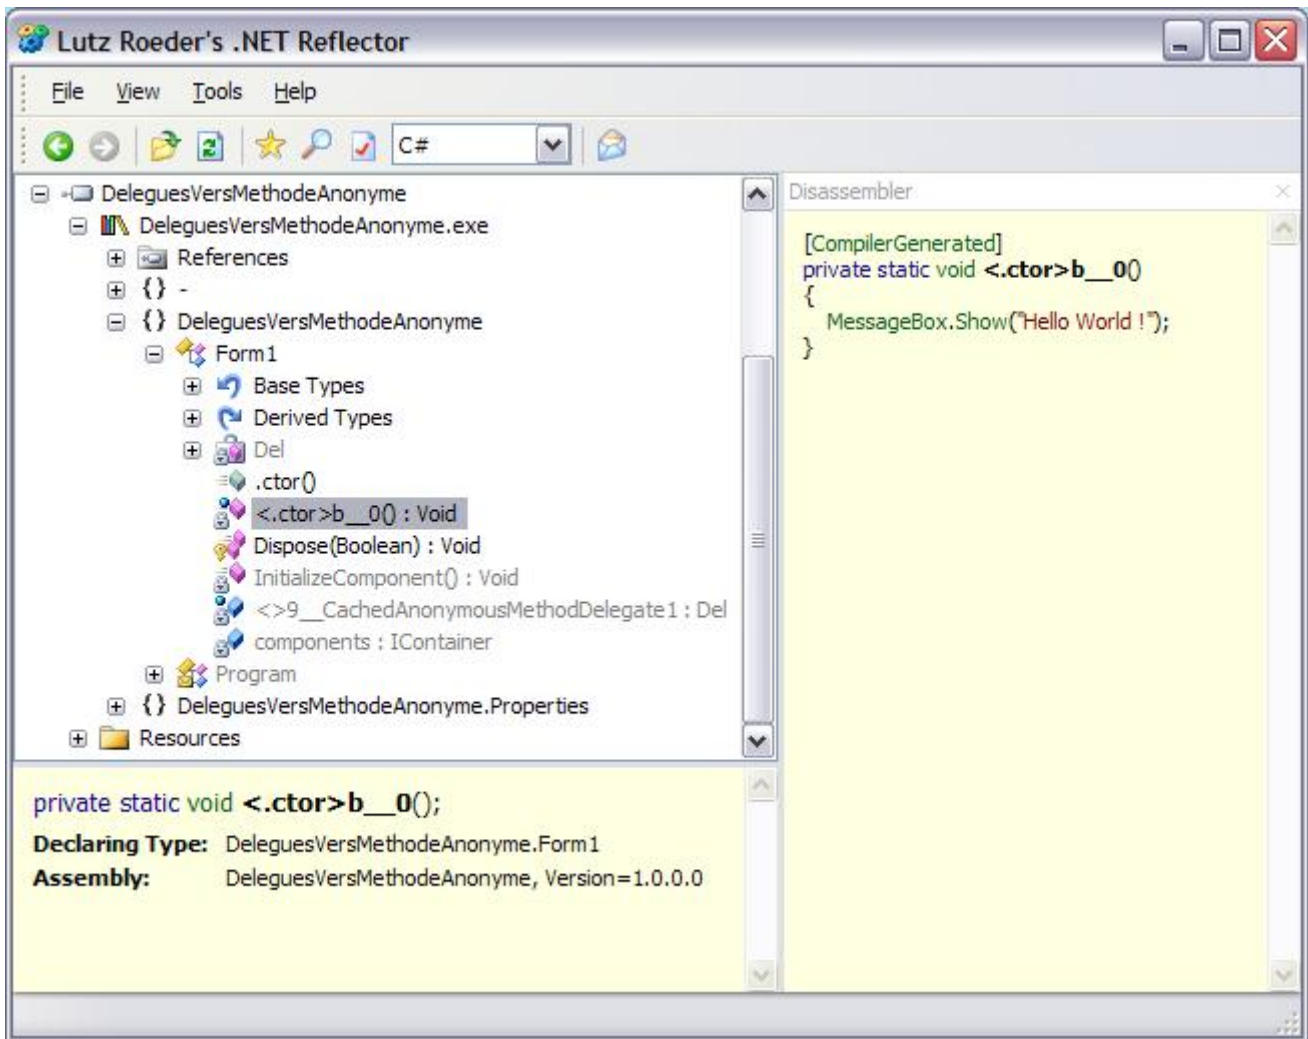 Lutz Roeder's .NET Reflector
File View Tools Help
C#
DeleguesVersMethodeAnonyme
DeleguesVersMethodeAnonyme.exe
References
{} -
{} DeleguesVersMethodeAnonyme
Form1
Base Types
Derived Types
Del
.ctor()
<.ctor>b__0() : Void
Dispose(Boolean) : Void
InitializeComponent() : Void
<>9__CachedAnonymousMethodDelegate1 : Del
components : IContainer
Program
{} DeleguesVersMethodeAnonyme.Properties
Resources
private static void <.ctor>b__0();
Declaring Type: DeleguesVersMethodeAnonyme.Form1
Assembly: DeleguesVersMethodeAnonyme, Version=1.0.0.0
Disassembler
[CompilerGenerated]
private static void <.ctor>b__0()
{
MessageBox.Show("Hello World !");
}